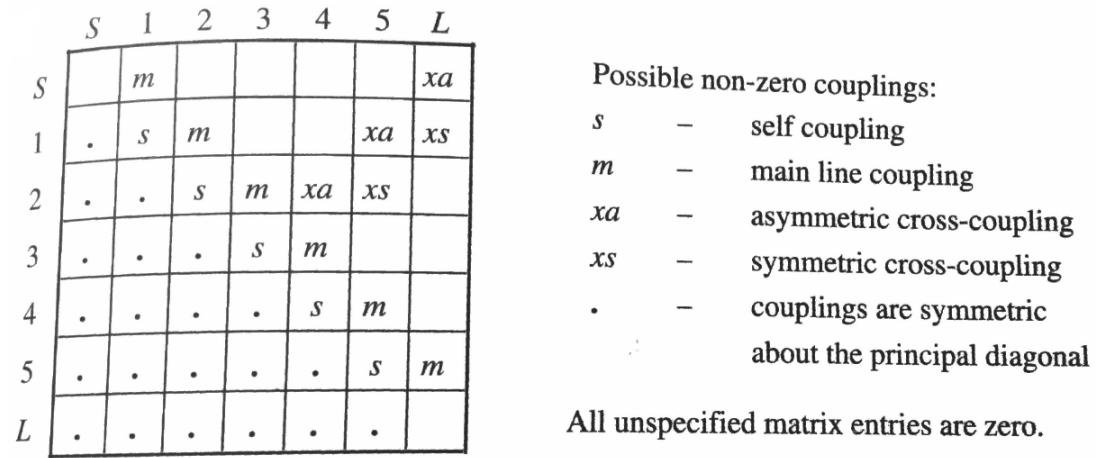 S 1 2 3 4 5 L
S m xa
1 . s m xa xs
2 . . s m xa xs
3 . . . s m
4 . . . . s m
5 . . . . . s m
L . . . . . .
Possible non-zero couplings:
s – self coupling
m – main line coupling
xa – asymmetric cross-coupling
xs – symmetric cross-coupling
. – couplings are symmetric
about the principal diagonal
All unspecified matrix entries are zero.